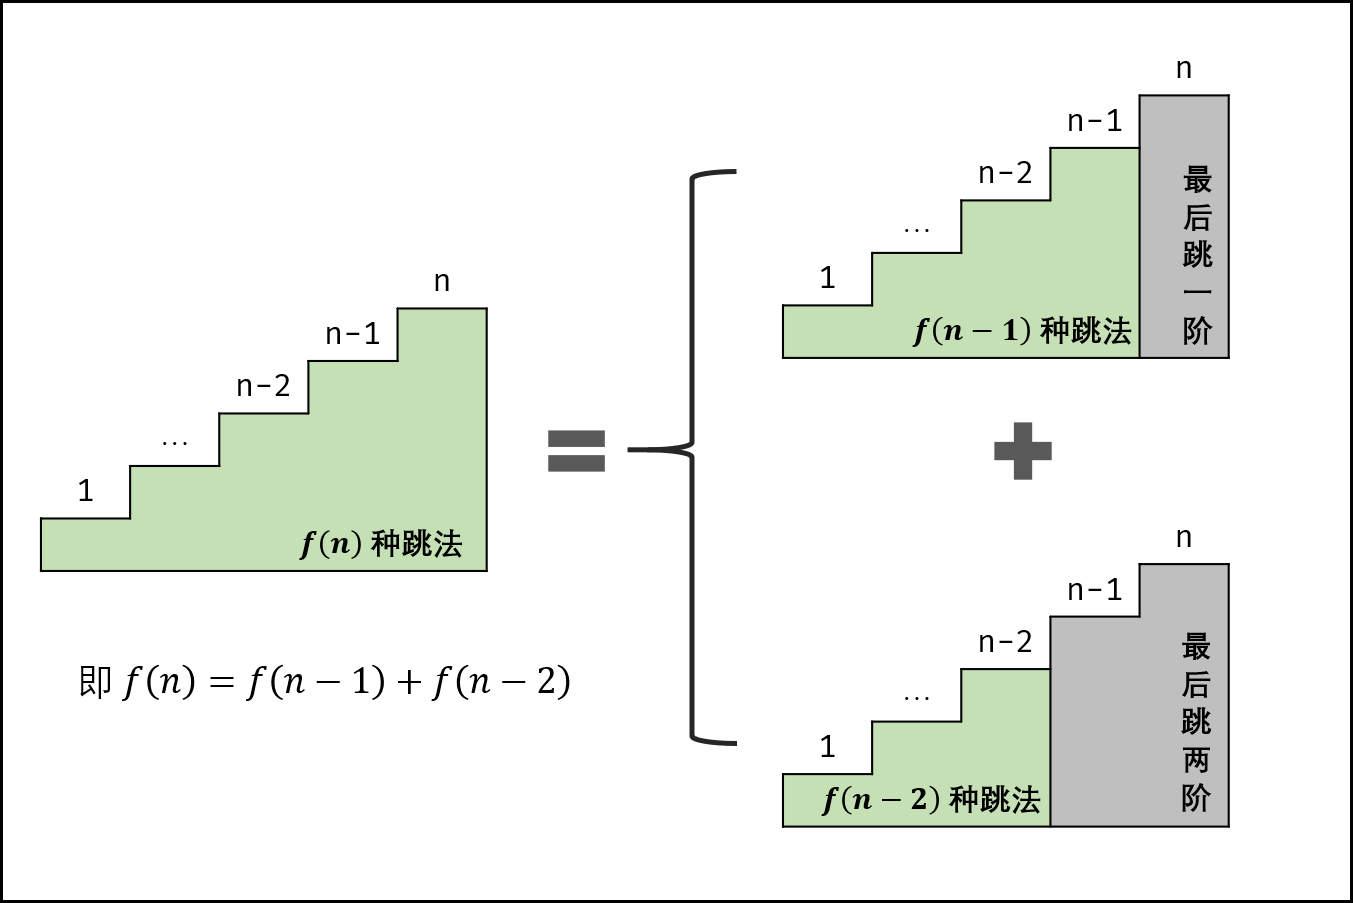 n
n-1
n-2
...
1
f(n) 种跳法
即 f(n) = f(n − 1) + f(n − 2)
n
n-1
n-2
...
1
f(n − 1) 种跳法
最后跳一阶
n
n-1
n-2
...
1
f(n − 2) 种跳法
最后跳两阶